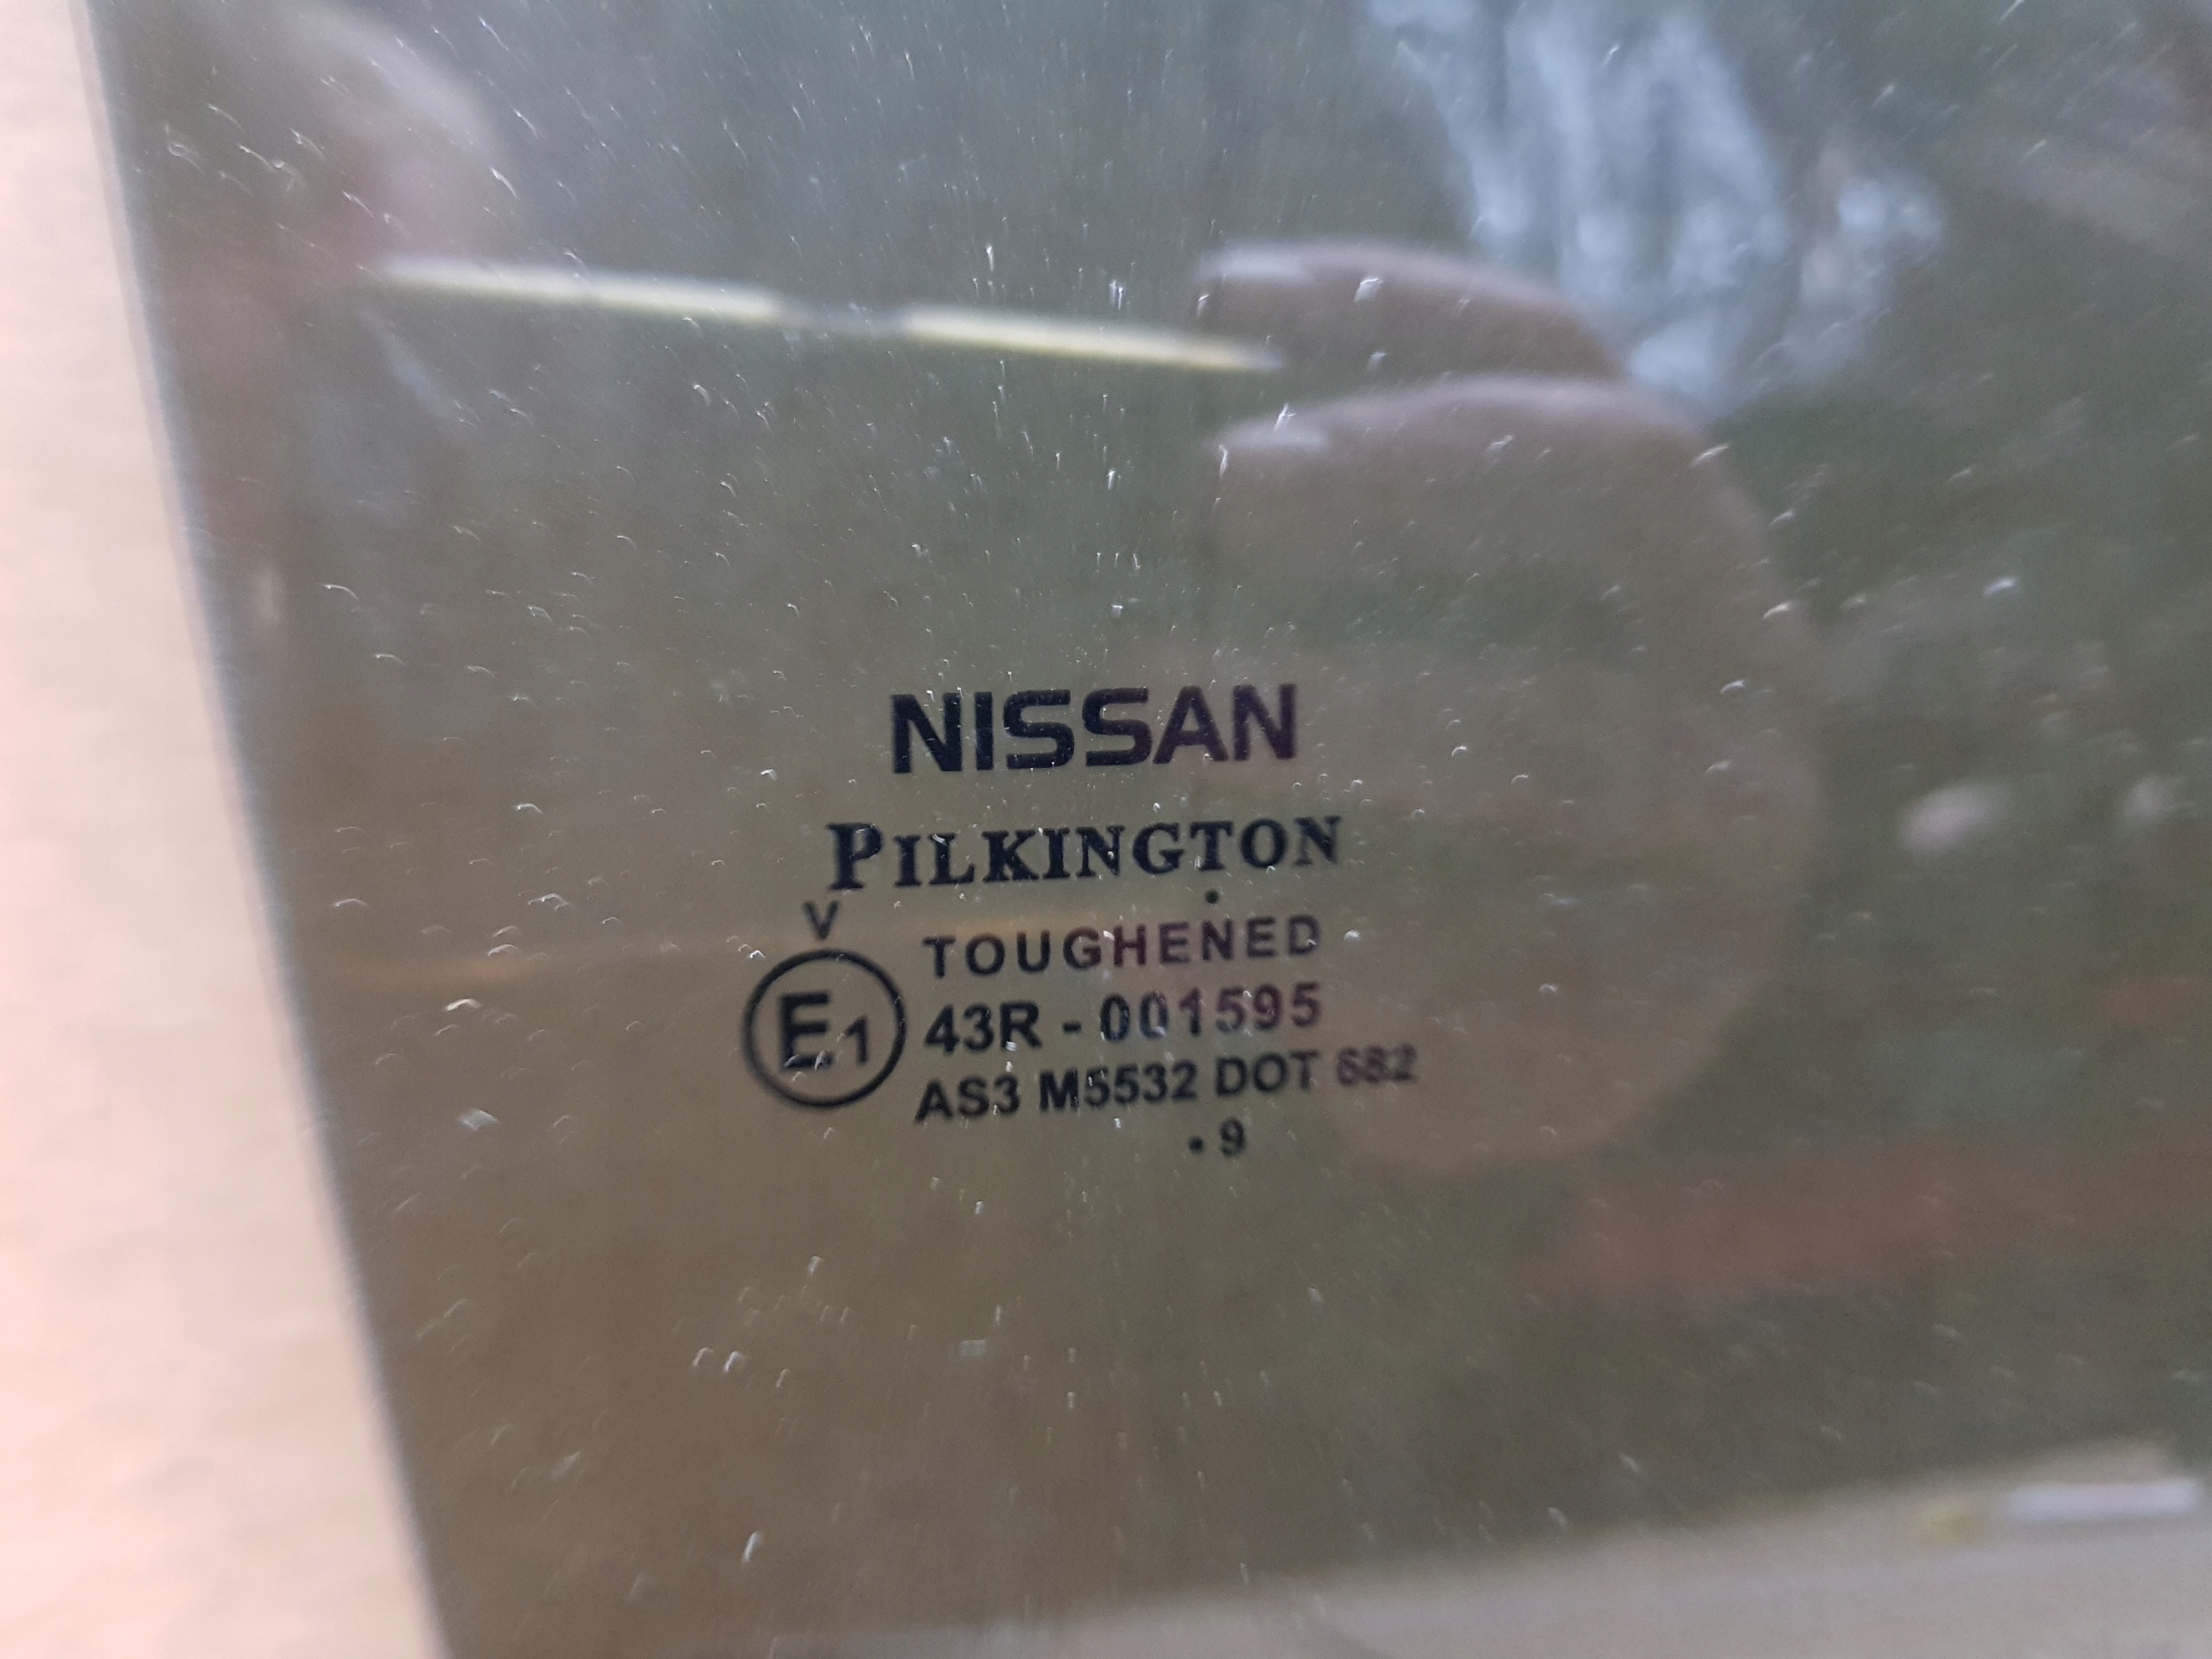 NISSAN
PILKINGTON
.
V
TOUGHENED
E1
43R - 001595
AS3 M5532 DOT 682
. 9